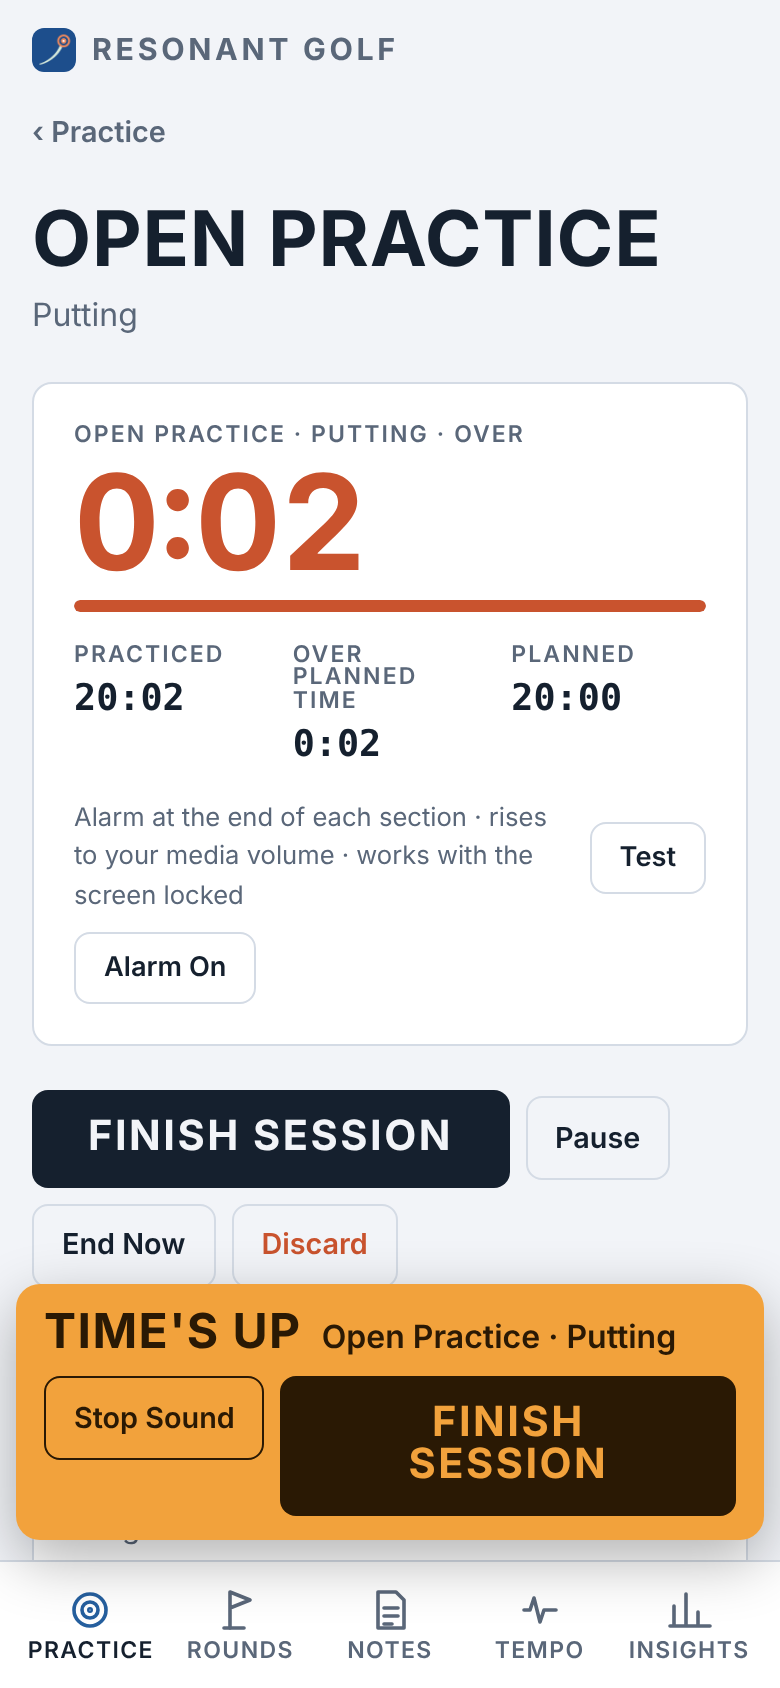 RESONANT GOLF
‹ Practice
OPEN PRACTICE
Putting
OPEN PRACTICE · PUTTING · OVER
0:02
PRACTICED
20:02
OVER
PLANNED
TIME
0:02
PLANNED
20:00
Alarm at the end of each section · rises
to your media volume · works with the
screen locked
Test
Alarm On
FINISH SESSION
Pause
End Now
Discard
TIME'S UP Open Practice · Putting
Stop Sound
FINISH
SESSION
PRACTICE
ROUNDS
NOTES
TEMPO
INSIGHTS